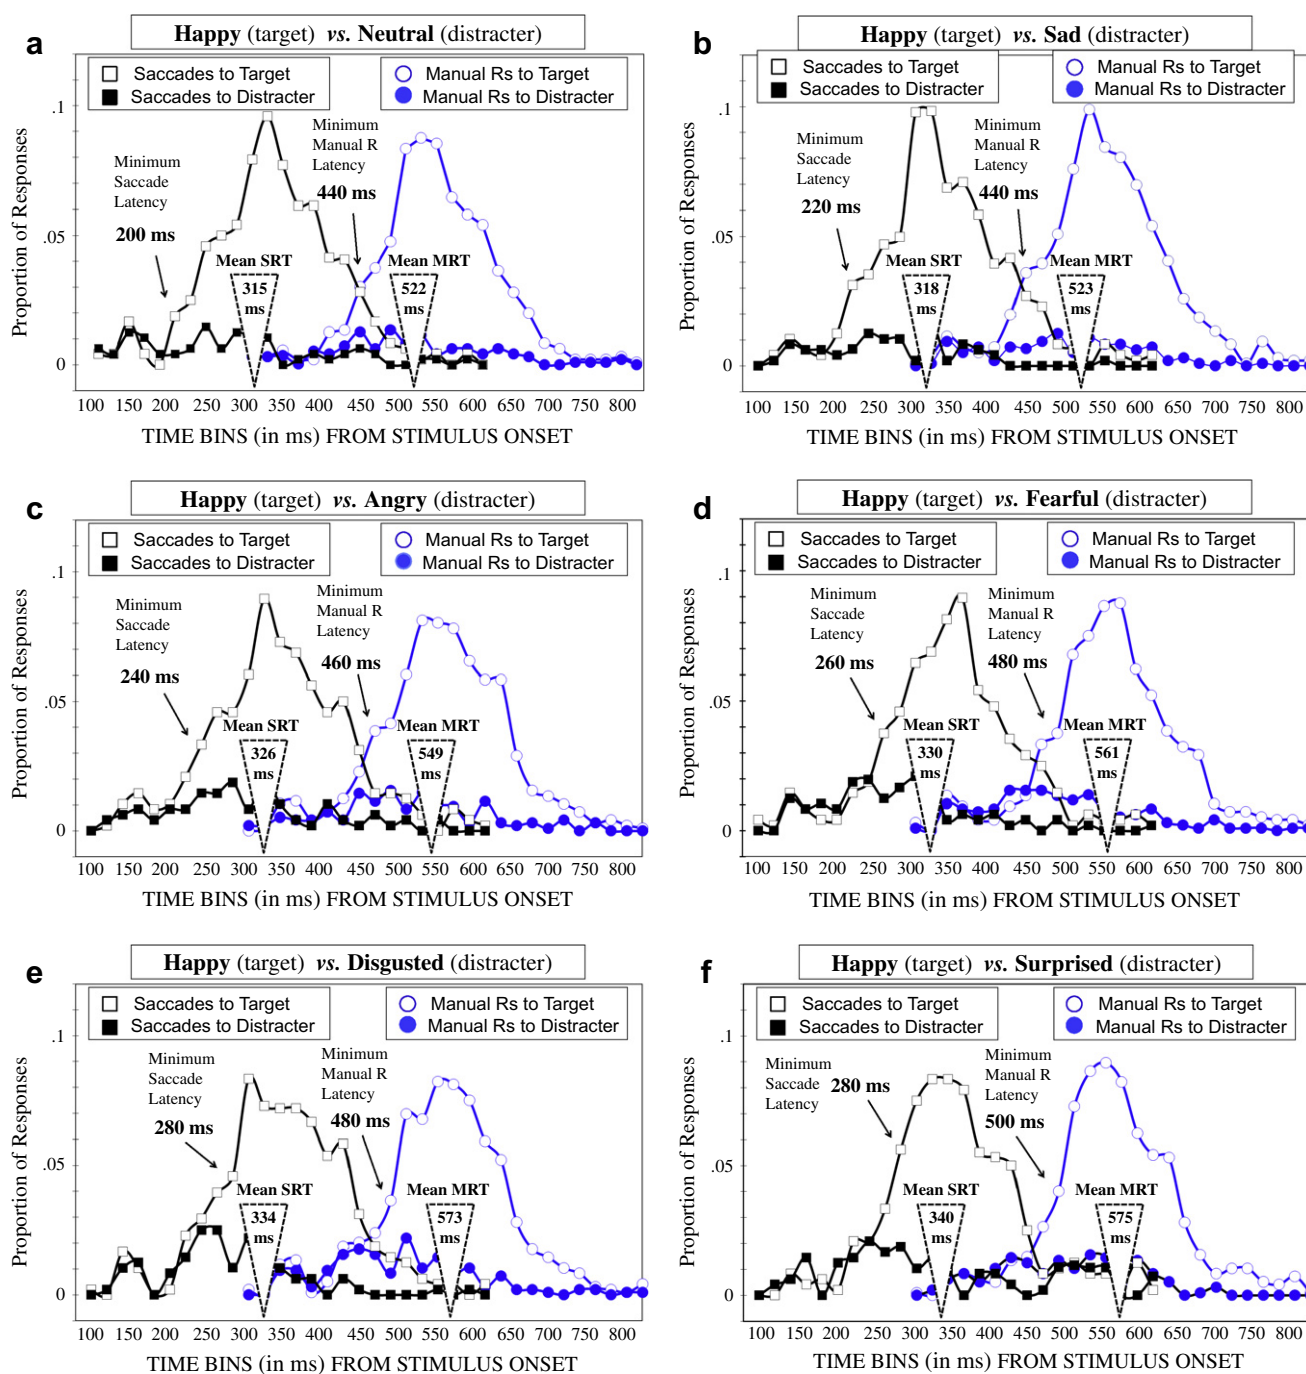 a
Happy (target) vs. Neutral (distracter)
Saccades to Target
Saccades to Distracter
Manual Rs to Target
Manual Rs to Distracter
.1
.05
0
Proportion of Responses
Minimum
Saccade
Latency
200 ms
Minimum
Manual R
Latency
440 ms
Mean SRT
315
ms
Mean MRT
522
ms
100 150 200 250 300 400 450 500 550 600 650 700 750 800
TIME BINS (in ms) FROM STIMULUS ONSET
b
Happy (target) vs. Sad (distracter)
Saccades to Target
Saccades to Distracter
Manual Rs to Target
Manual Rs to Distracter
.1
.05
0
Proportion of Responses
Minimum
Saccade
Latency
220 ms
Minimum
Manual R
Latency
440 ms
Mean SRT
318
ms
Mean MRT
523
ms
100 150 200 250 300 350 400 450 500 550 600 650 700 750 800
TIME BINS (in ms) FROM STIMULUS ONSET
c
Happy (target) vs. Angry (distracter)
Saccades to Target
Saccades to Distracter
Manual Rs to Target
Manual Rs to Distracter
.1
.05
0
Proportion of Responses
Minimum
Saccade
Latency
240 ms
Minimum
Manual R
Latency
460 ms
Mean SRT
326
ms
Mean MRT
549
ms
100 150 200 250 300 350 400 450 500 550 600 650 700 750 800
TIME BINS (in ms) FROM STIMULUS ONSET
d
Happy (target) vs. Fearful (distracter)
Saccades to Target
Saccades to Distracter
Manual Rs to Target
Manual Rs to Distracter
.1
.05
0
Proportion of Responses
Minimum
Saccade
Latency
260 ms
Minimum
Manual R
Latency
480 ms
Mean SRT
330
ms
Mean MRT
561
ms
100 150 200 250 300 350 400 450 500 550 600 650 700 750 800
TIME BINS (in ms) FROM STIMULUS ONSET
e
Happy (target) vs. Disgusted (distracter)
Saccades to Target
Saccades to Distracter
Manual Rs to Target
Manual Rs to Distracter
.1
.05
0
Proportion of Responses
Minimum
Saccade
Latency
280 ms
Minimum
Manual R
Latency
480 ms
Mean SRT
334
ms
Mean MRT
573
ms
100 150 200 250 300 350 400 450 500 550 600 650 700 750 800
TIME BINS (in ms) FROM STIMULUS ONSET
f
Happy (target) vs. Surprised (distracter)
Saccades to Target
Saccades to Distracter
Manual Rs to Target
Manual Rs to Distracter
.1
.05
0
Proportion of Responses
Minimum
Saccade
Latency
280 ms
Minimum
Manual R
Latency
500 ms
Mean SRT
340
ms
Mean MRT
575
ms
100 150 200 250 300 350 400 450 500 550 600 650 700 750 800
TIME BINS (in ms) FROM STIMULUS ONSET